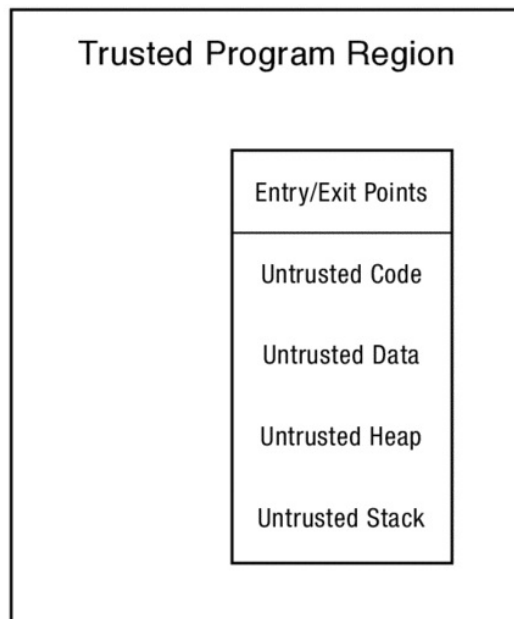 Trusted Program Region
Entry/Exit Points
Untrusted Code
Untrusted Data
Untrusted Heap
Untrusted Stack